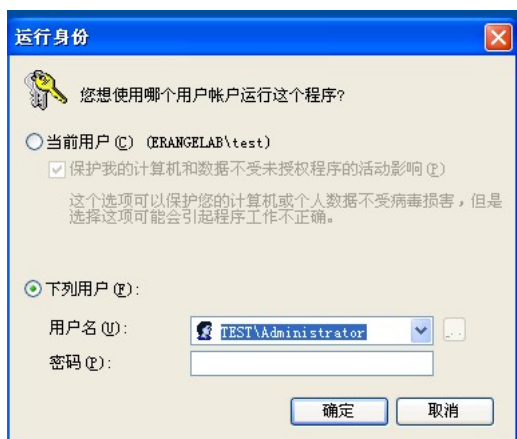 运行身份
您想使用哪个用户帐户运行这个程序?
当前用户(C) (ERANGELAB\test)
保护我的计算机和数据不受未授权程序的活动影响(P)
这个选项可以保护您的计算机或个人数据不受病毒损害，但是
选择这项可能会引起程序工作不正确。
下列用户(F):
用户名(U): TEST\Administrator ...
密码(P):
确定 取消